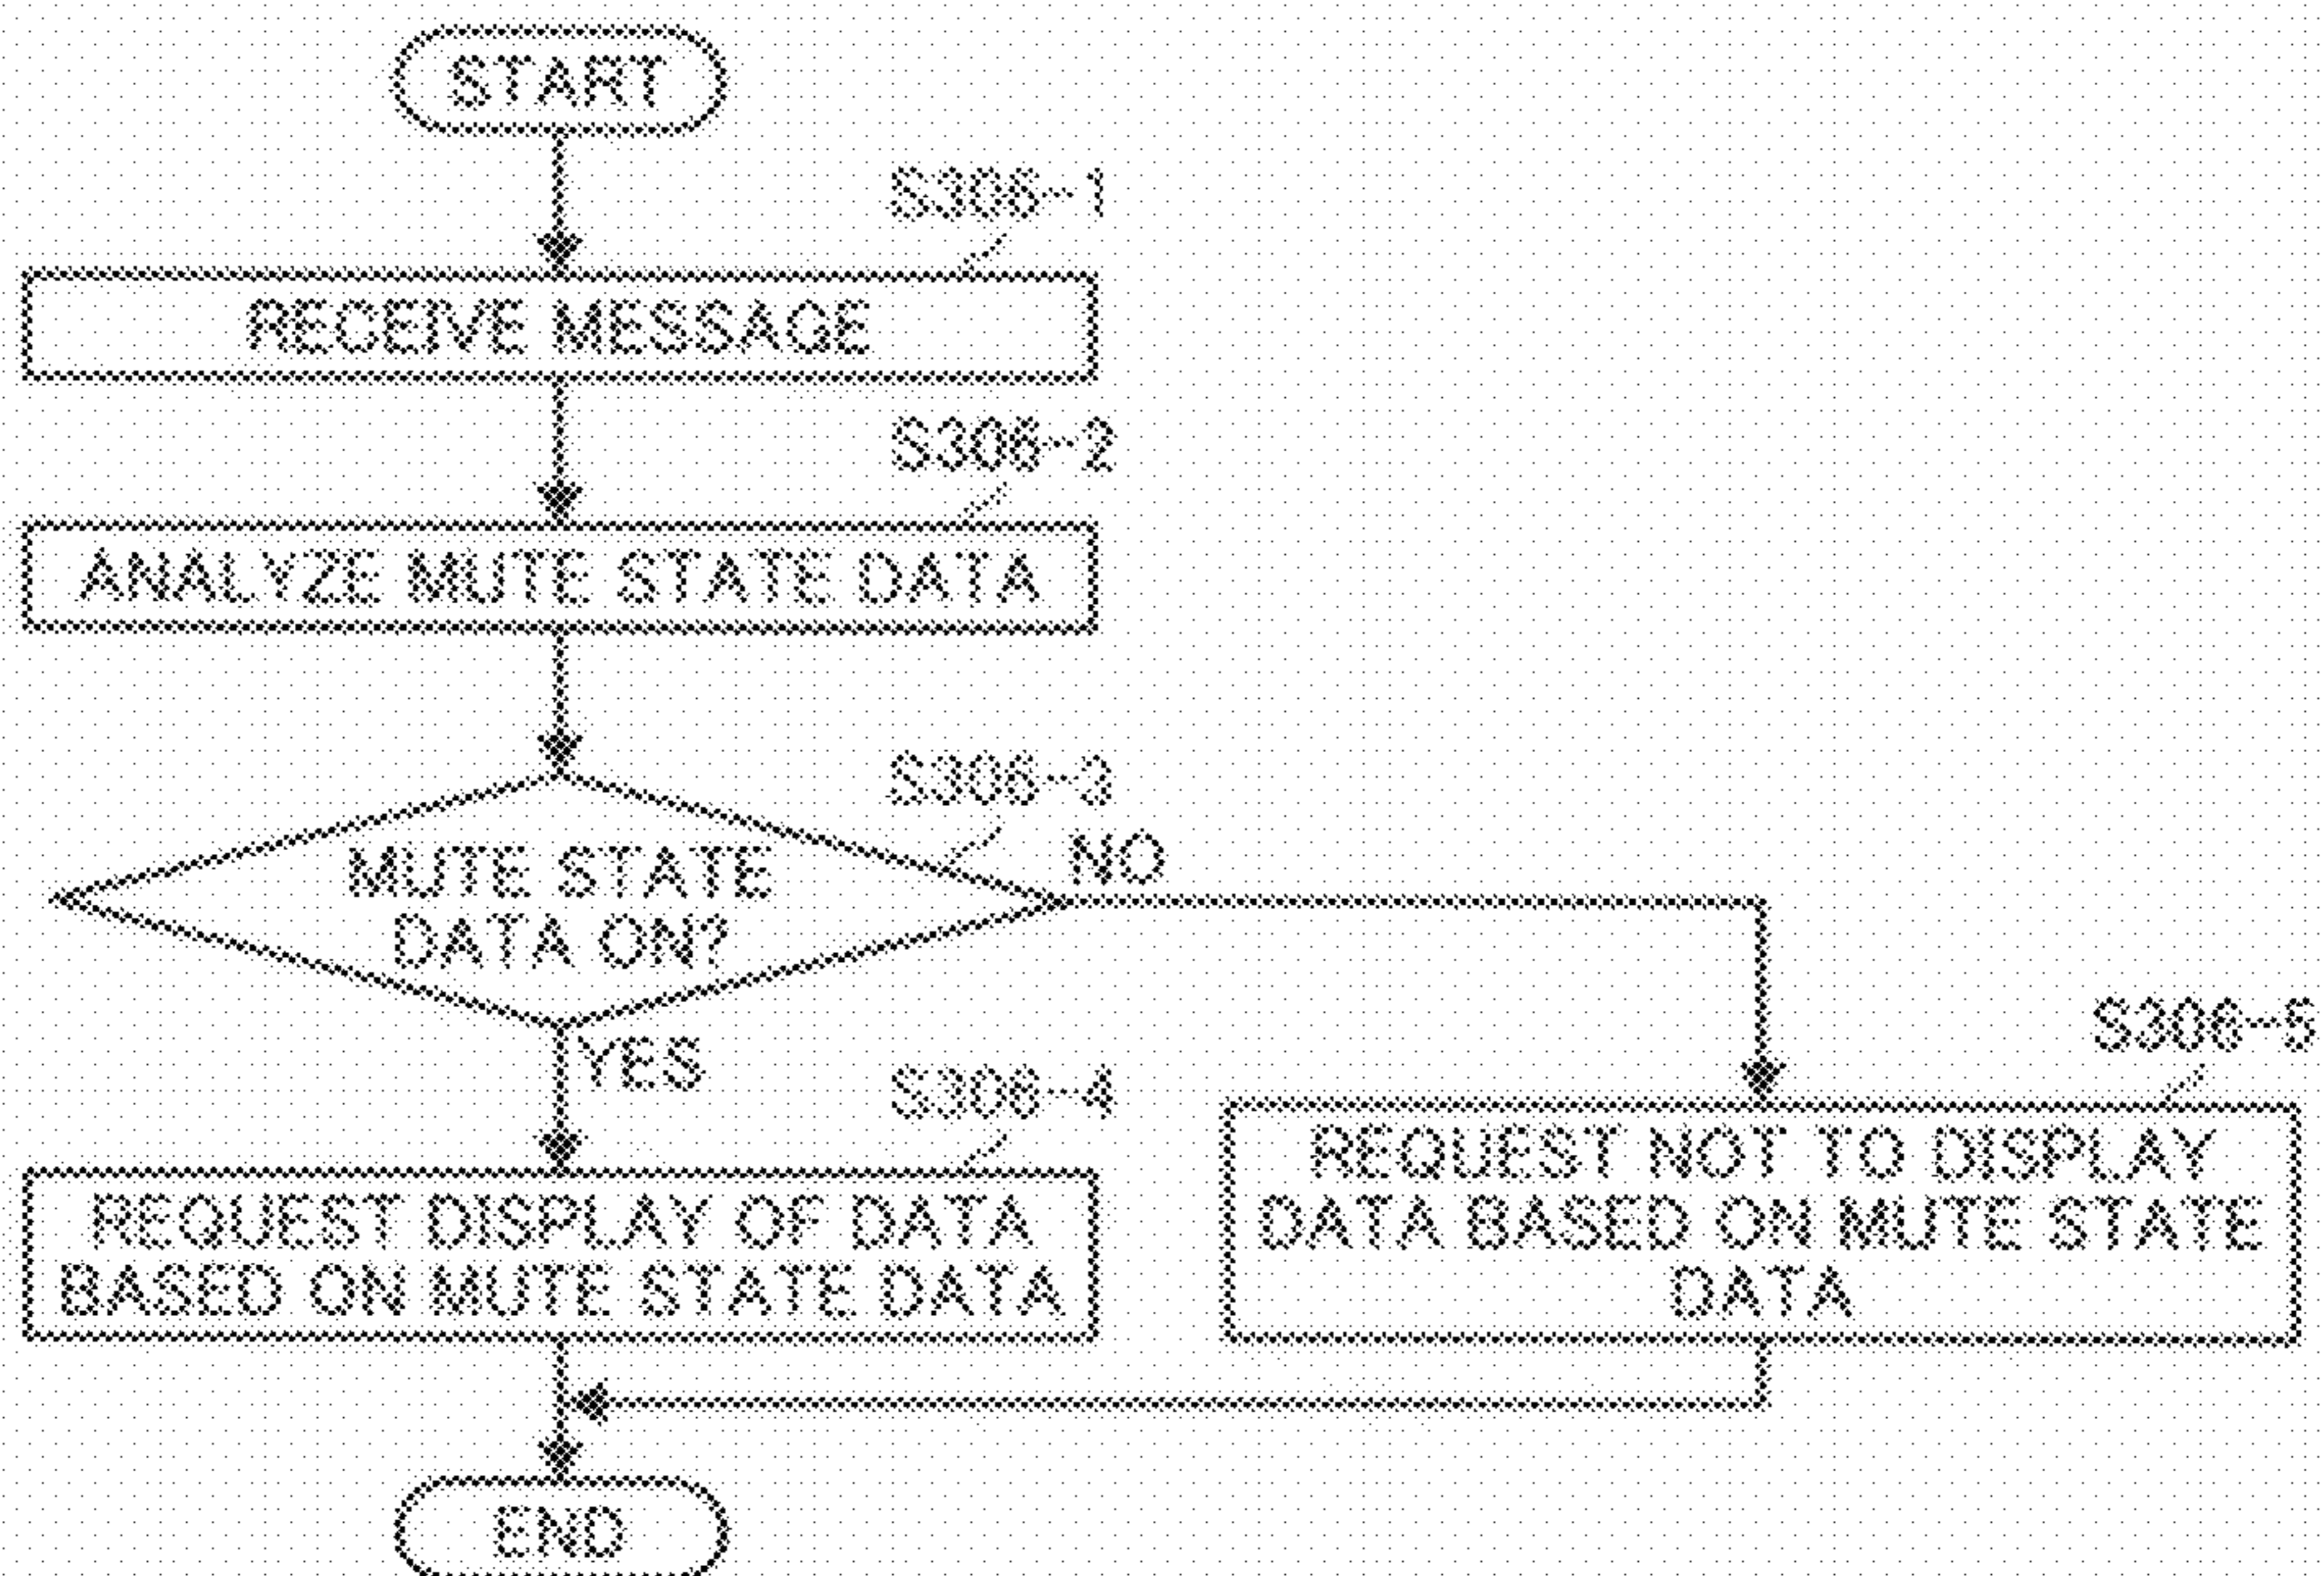 START
S306-1
RECEIVE MESSAGE
S306-2
ANALYZE MUTE STATE DATA
S306-3
MUTE STATE
DATA ON?
NO
YES
S306-4
REQUEST DISPLAY OF DATA
BASED ON MUTE STATE DATA
S306-5
REQUEST NOT TO DISPLAY
DATA BASED ON MUTE STATE
DATA
END